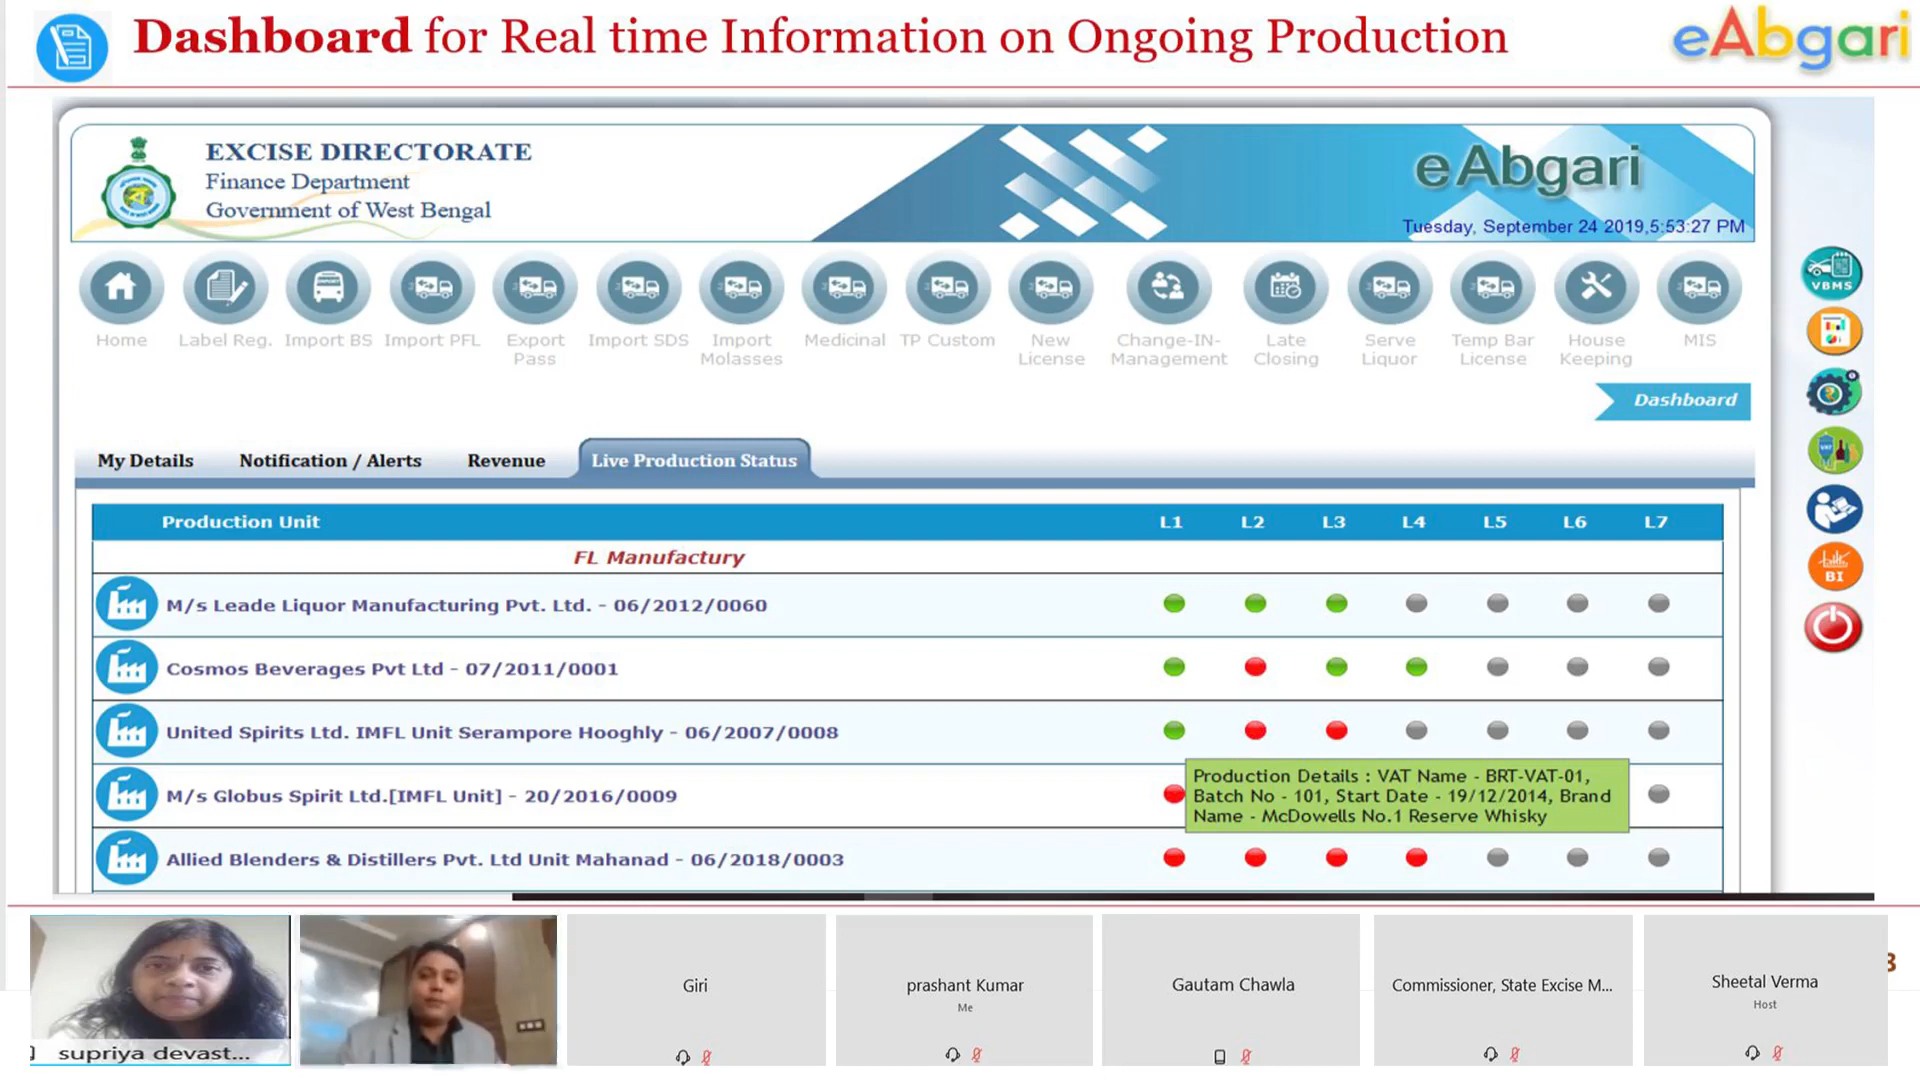 Dashboard for Real time Information on Ongoing Production
eAbgari
EXCISE DIRECTORATE
Finance Department
Government of West Bengal
eAbgari
Tuesday, September 24 2019,5:53:27 PM
Home
Label Reg.
Import BS
Import PFL
Export Pass
Import SDS
Import Molasses
Medicinal
TP Custom
New License
Change-IN-Management
Late Closing
Serve Liquor
Temp Bar License
House Keeping
MIS
VBMS
Dashboard
My Details
Notification / Alerts
Revenue
Live Production Status
VAT
BI
Production Unit L1 L2 L3 L4 L5 L6 L7
FL Manufactury
M/s Leade Liquor Manufacturing Pvt. Ltd. - 06/2012/0060
Cosmos Beverages Pvt Ltd - 07/2011/0001
United Spirits Ltd. IMFL Unit Serampore Hooghly - 06/2007/0008
M/s Globus Spirit Ltd.[IMFL Unit] - 20/2016/0009
Production Details : VAT Name - BRT-VAT-01,
Batch No - 101, Start Date - 19/12/2014, Brand
Name - McDowells No.1 Reserve Whisky
Allied Blenders & Distillers Pvt. Ltd Unit Mahanad - 06/2018/0003
supriya devast...
Giri
prashant Kumar
Me
Gautam Chawla
Commissioner, State Excise M...
Sheetal Verma
Host
3